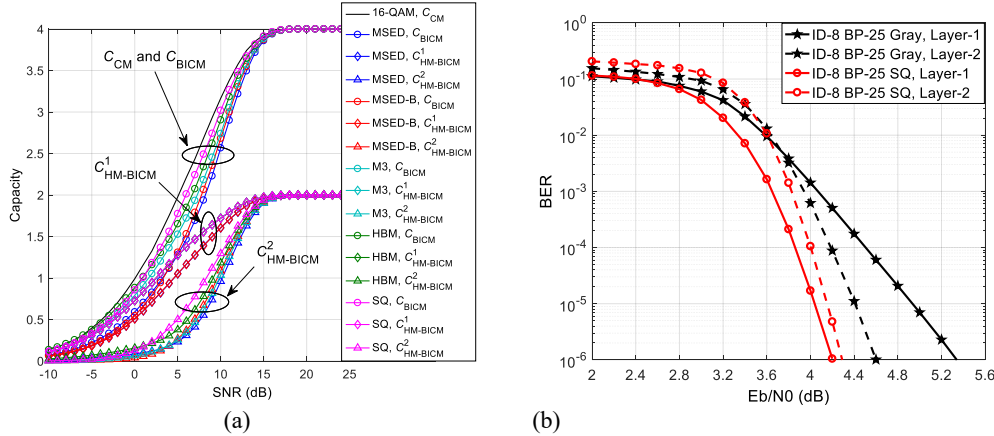 16-QAM, C_CM
MSED, C_BICM
MSED, C^1_HM-BICM
MSED, C^2_HM-BICM
MSED-B, C_BICM
MSED-B, C^1_HM-BICM
MSED-B, C^2_HM-BICM
M3, C_BICM
M3, C^1_HM-BICM
M3, C^2_HM-BICM
HBM, C_BICM
HBM, C^1_HM-BICM
HBM, C^2_HM-BICM
SQ, C_BICM
SQ, C^1_HM-BICM
SQ, C^2_HM-BICM
C_CM and C_BICM
C^1_HM-BICM
C^2_HM-BICM
Capacity
4
3.5
3
2.5
2
1.5
1
0.5
0
-10 -5 0 5 10 15 20 25
SNR (dB)
(a)
ID-8 BP-25 Gray, Layer-1
ID-8 BP-25 Gray, Layer-2
ID-8 BP-25 SQ, Layer-1
ID-8 BP-25 SQ, Layer-2
BER
10^0
10^-1
10^-2
10^-3
10^-4
10^-5
10^-6
2 2.4 2.8 3.2 3.6 4 4.4 4.8 5.2 5.6
Eb/N0 (dB)
(b)